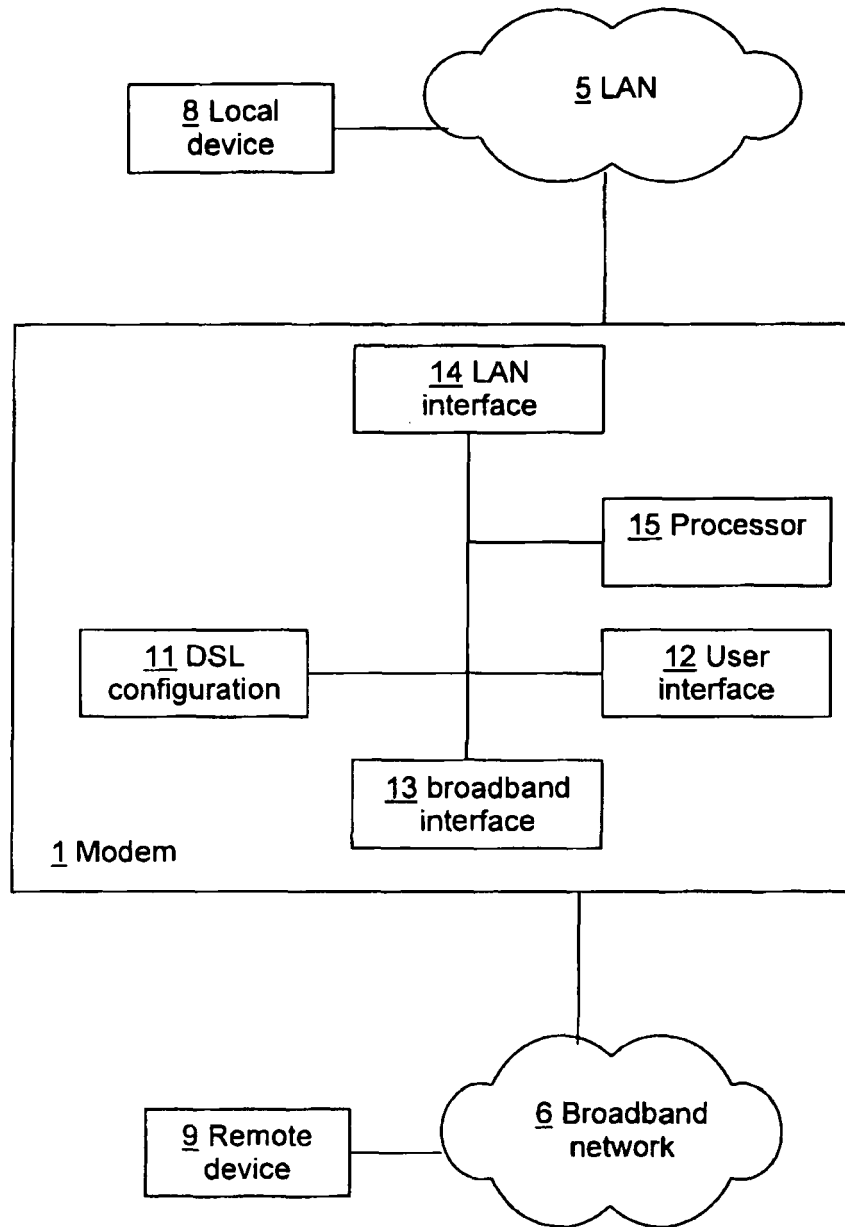 5 LAN
8 Local
device
14 LAN
interface
15 Processor
11 DSL
configuration
12 User
interface
13 broadband
interface
1 Modem
6 Broadband
network
9 Remote
device